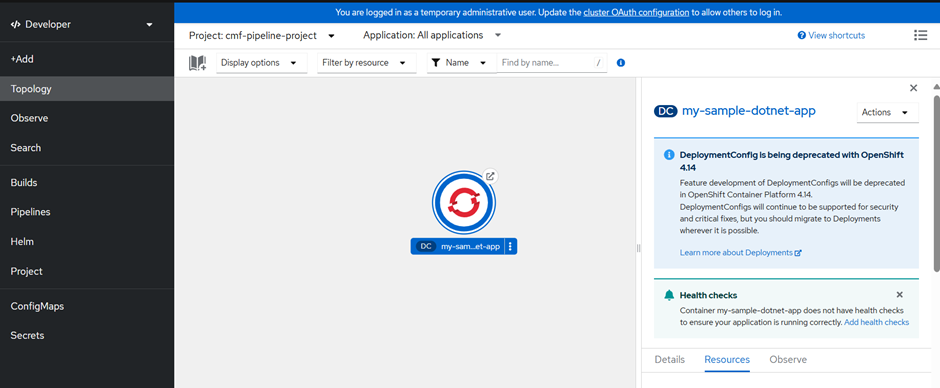 You are logged in as a temporary administrative user. Update the cluster OAuth configuration to allow others to log in.
Developer
+Add
Topology
Observe
Search
Builds
Pipelines
Helm
Project
ConfigMaps
Secrets
Project: cmf-pipeline-project
Application: All applications
View shortcuts
Display options
Filter by resource
Name
Find by name...
/
DC my-sam...et-app
DC my-sample-dotnet-app
Actions
DeploymentConfig is being deprecated with OpenShift
4.14
Feature development of DeploymentConfigs will be deprecated
in OpenShift Container Platform 4.14.
DeploymentConfigs will continue to be supported for security
and critical fixes, but you should migrate to Deployments
wherever it is possible.
Learn more about Deployments
Health checks
Container my-sample-dotnet-app does not have health checks
to ensure your application is running correctly. Add health checks
Details
Resources
Observe